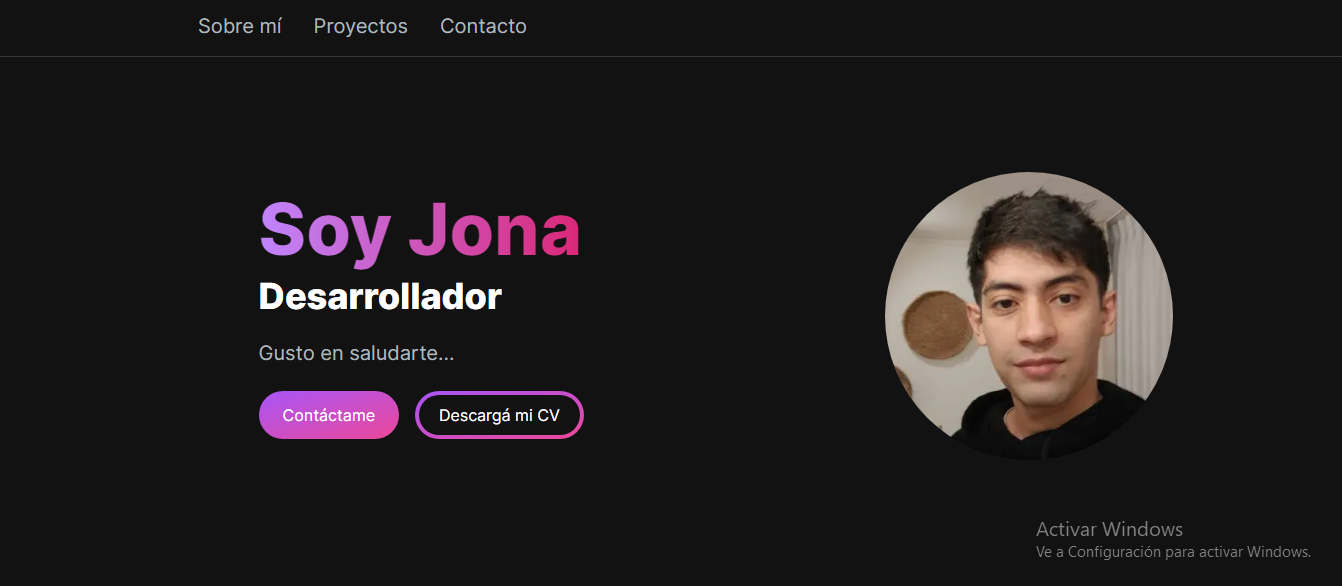 Sobre mí Proyectos Contacto
Soy Jona
Desarrollador
Gusto en saludarte...
Contáctame Descargá mi CV
Activar Windows
Ve a Configuración para activar Windows.